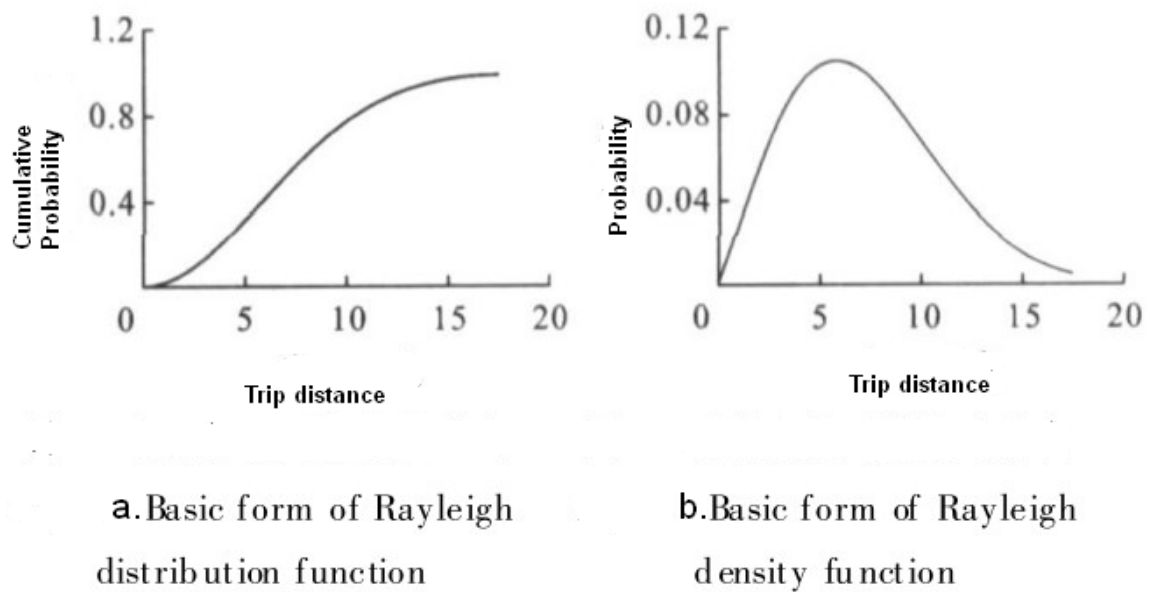 1.2
0.8
0.4
Cumulative
Probability
0 5 10 15 20
Trip distance
0.12
0.08
0.04
Probability
0 5 10 15 20
Trip distance
a.Basic form of Rayleigh
distribution function
b.Basic form of Rayleigh
density function